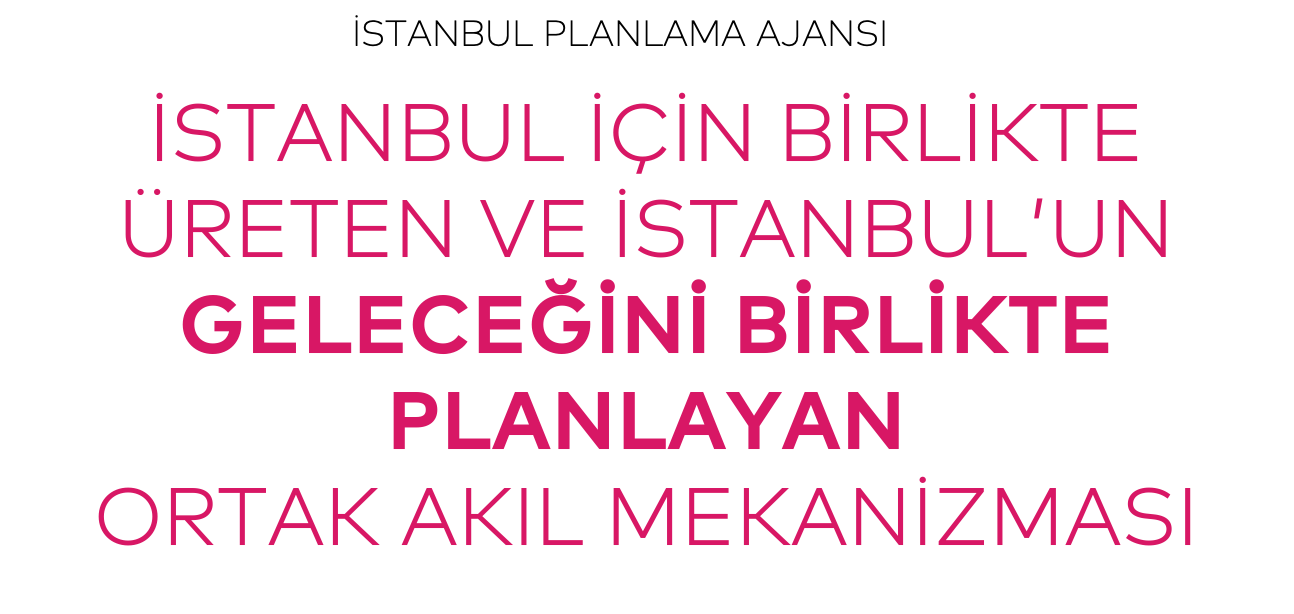 İSTANBUL PLANLAMA AJANSI
İSTANBUL İÇİN BİRLİKTE
ÜRETEN VE İSTANBUL'UN
GELECEĞİNİ BİRLİKTE
PLANLAYAN
ORTAK AKIL MEKANİZMASI